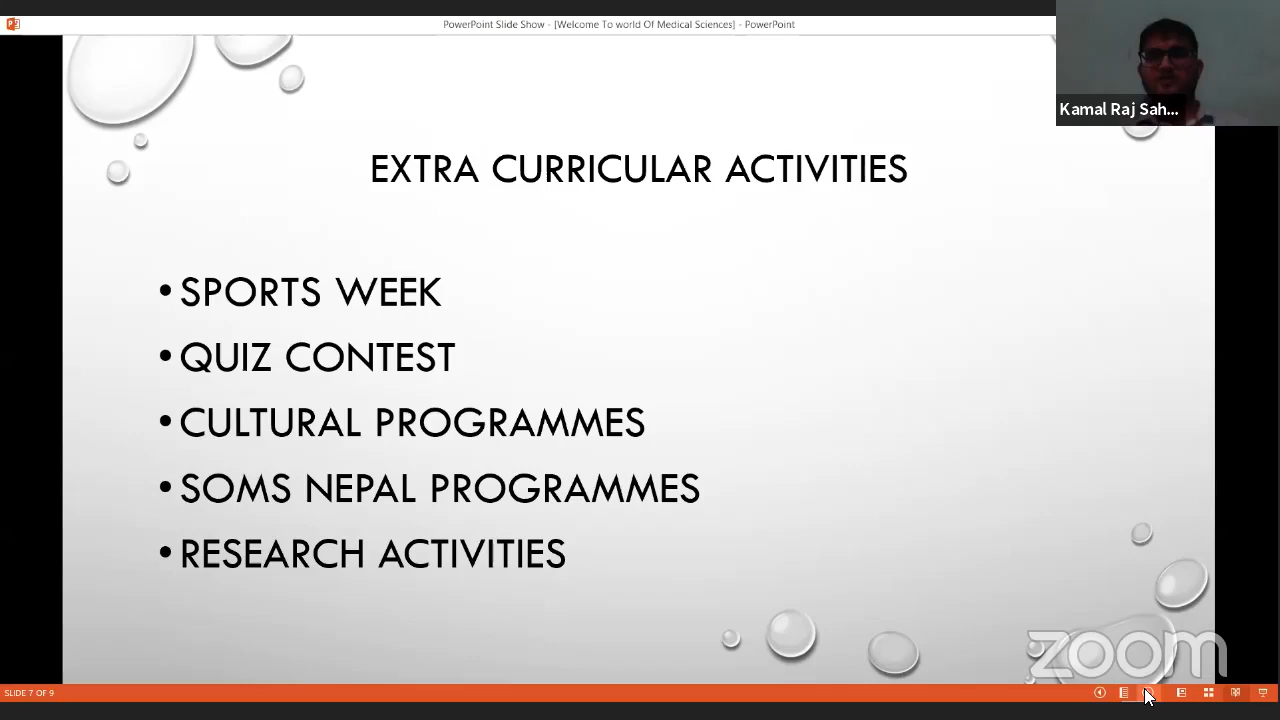 PowerPoint Slide Show - [Welcome To world Of Medical Sciences] - PowerPoint
Kamal Raj Sah...
EXTRA CURRICULAR ACTIVITIES
• SPORTS WEEK
• QUIZ CONTEST
• CULTURAL PROGRAMMES
• SOMS NEPAL PROGRAMMES
• RESEARCH ACTIVITIES
zoom
SLIDE 7 OF 9